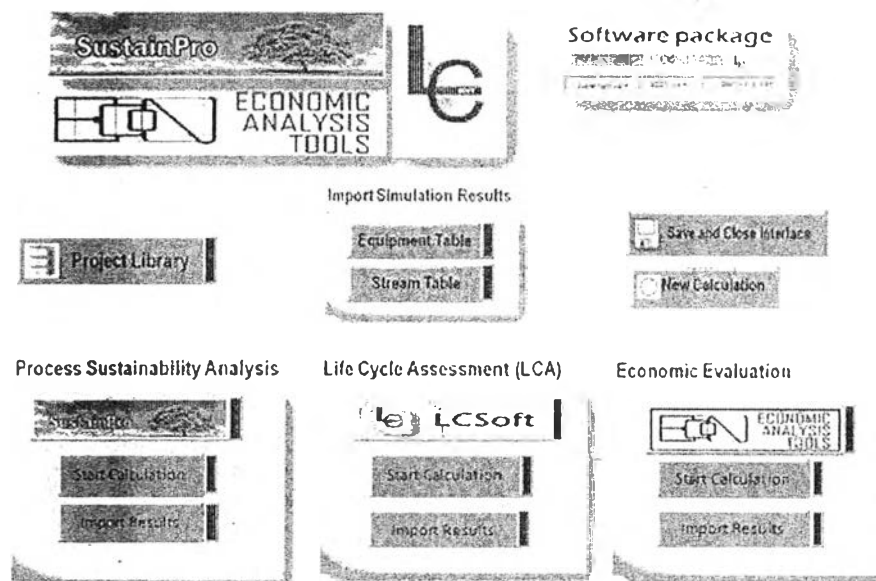 SustainPro
ECONOMIC
ANALYSIS
TOOLS
LC
Software package
Import Simulation Results
Equipment Table
Stream Table
Project Library
Save and Close Interface
New Calculation
Process Sustainability Analysis
Life Cycle Assessment (LCA)
Economic Evaluation
SustainPro
LCSoft
ECONOMIC
ANALYSIS
TOOLS
Start Calculation
Start Calculation
Start Calculation
Import Results
Import Results
Import Results